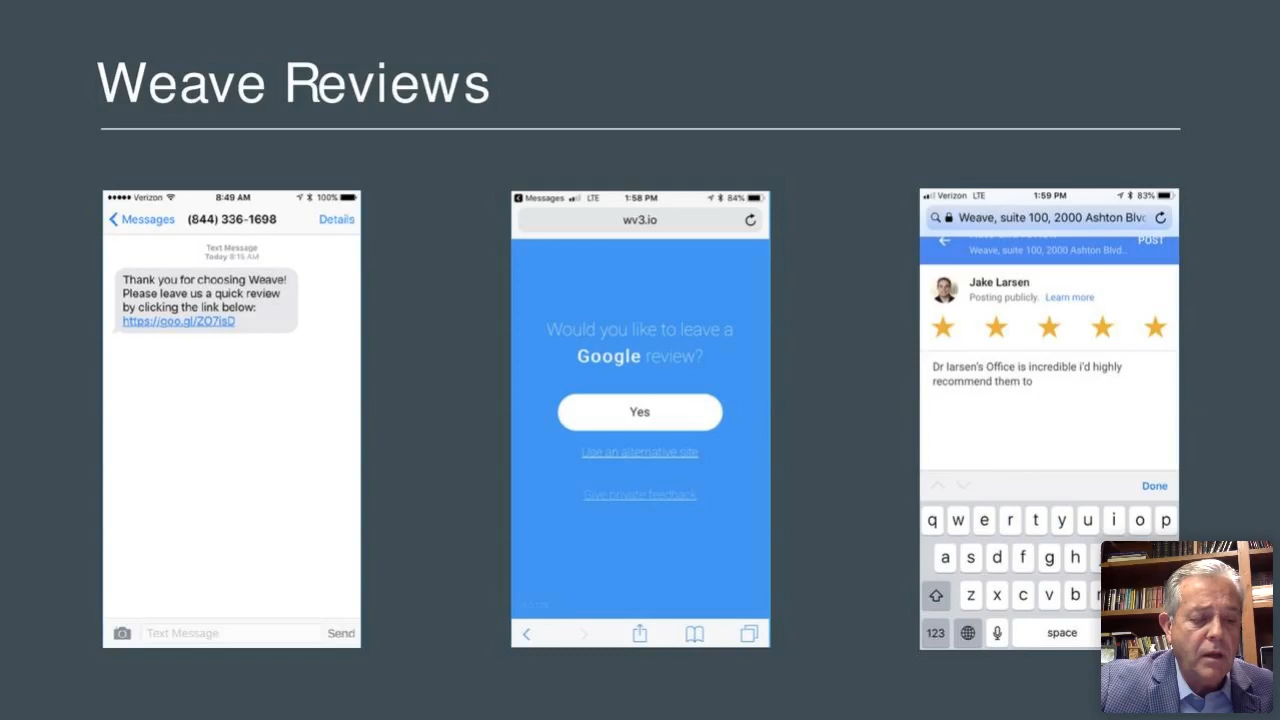 Weave Reviews
Verizon
8:49 AM
100%
Messages
(844) 336-1698
Details
Text Message
Today 8:15 AM
Thank you for choosing Weave!
Please leave us a quick review
by clicking the link below:
https://goo.gl/ZO7isD
Text Message
Send
Messages
LTE
1:58 PM
84%
wv3.io
Would you like to leave a
Google review?
Yes
Use an alternative site
Give private feedback
Verizon LTE
1:59 PM
83%
Weave, suite 100, 2000 Ashton Blvd
Weave, suite 100, 2000 Ashton Blvd...
POST
Jake Larsen
Posting publicly. Learn more
Dr larsen's Office is incredible i'd highly
recommend them to
Done
q w e r t y u i o p
a s d f g h
z x c v b
123
space